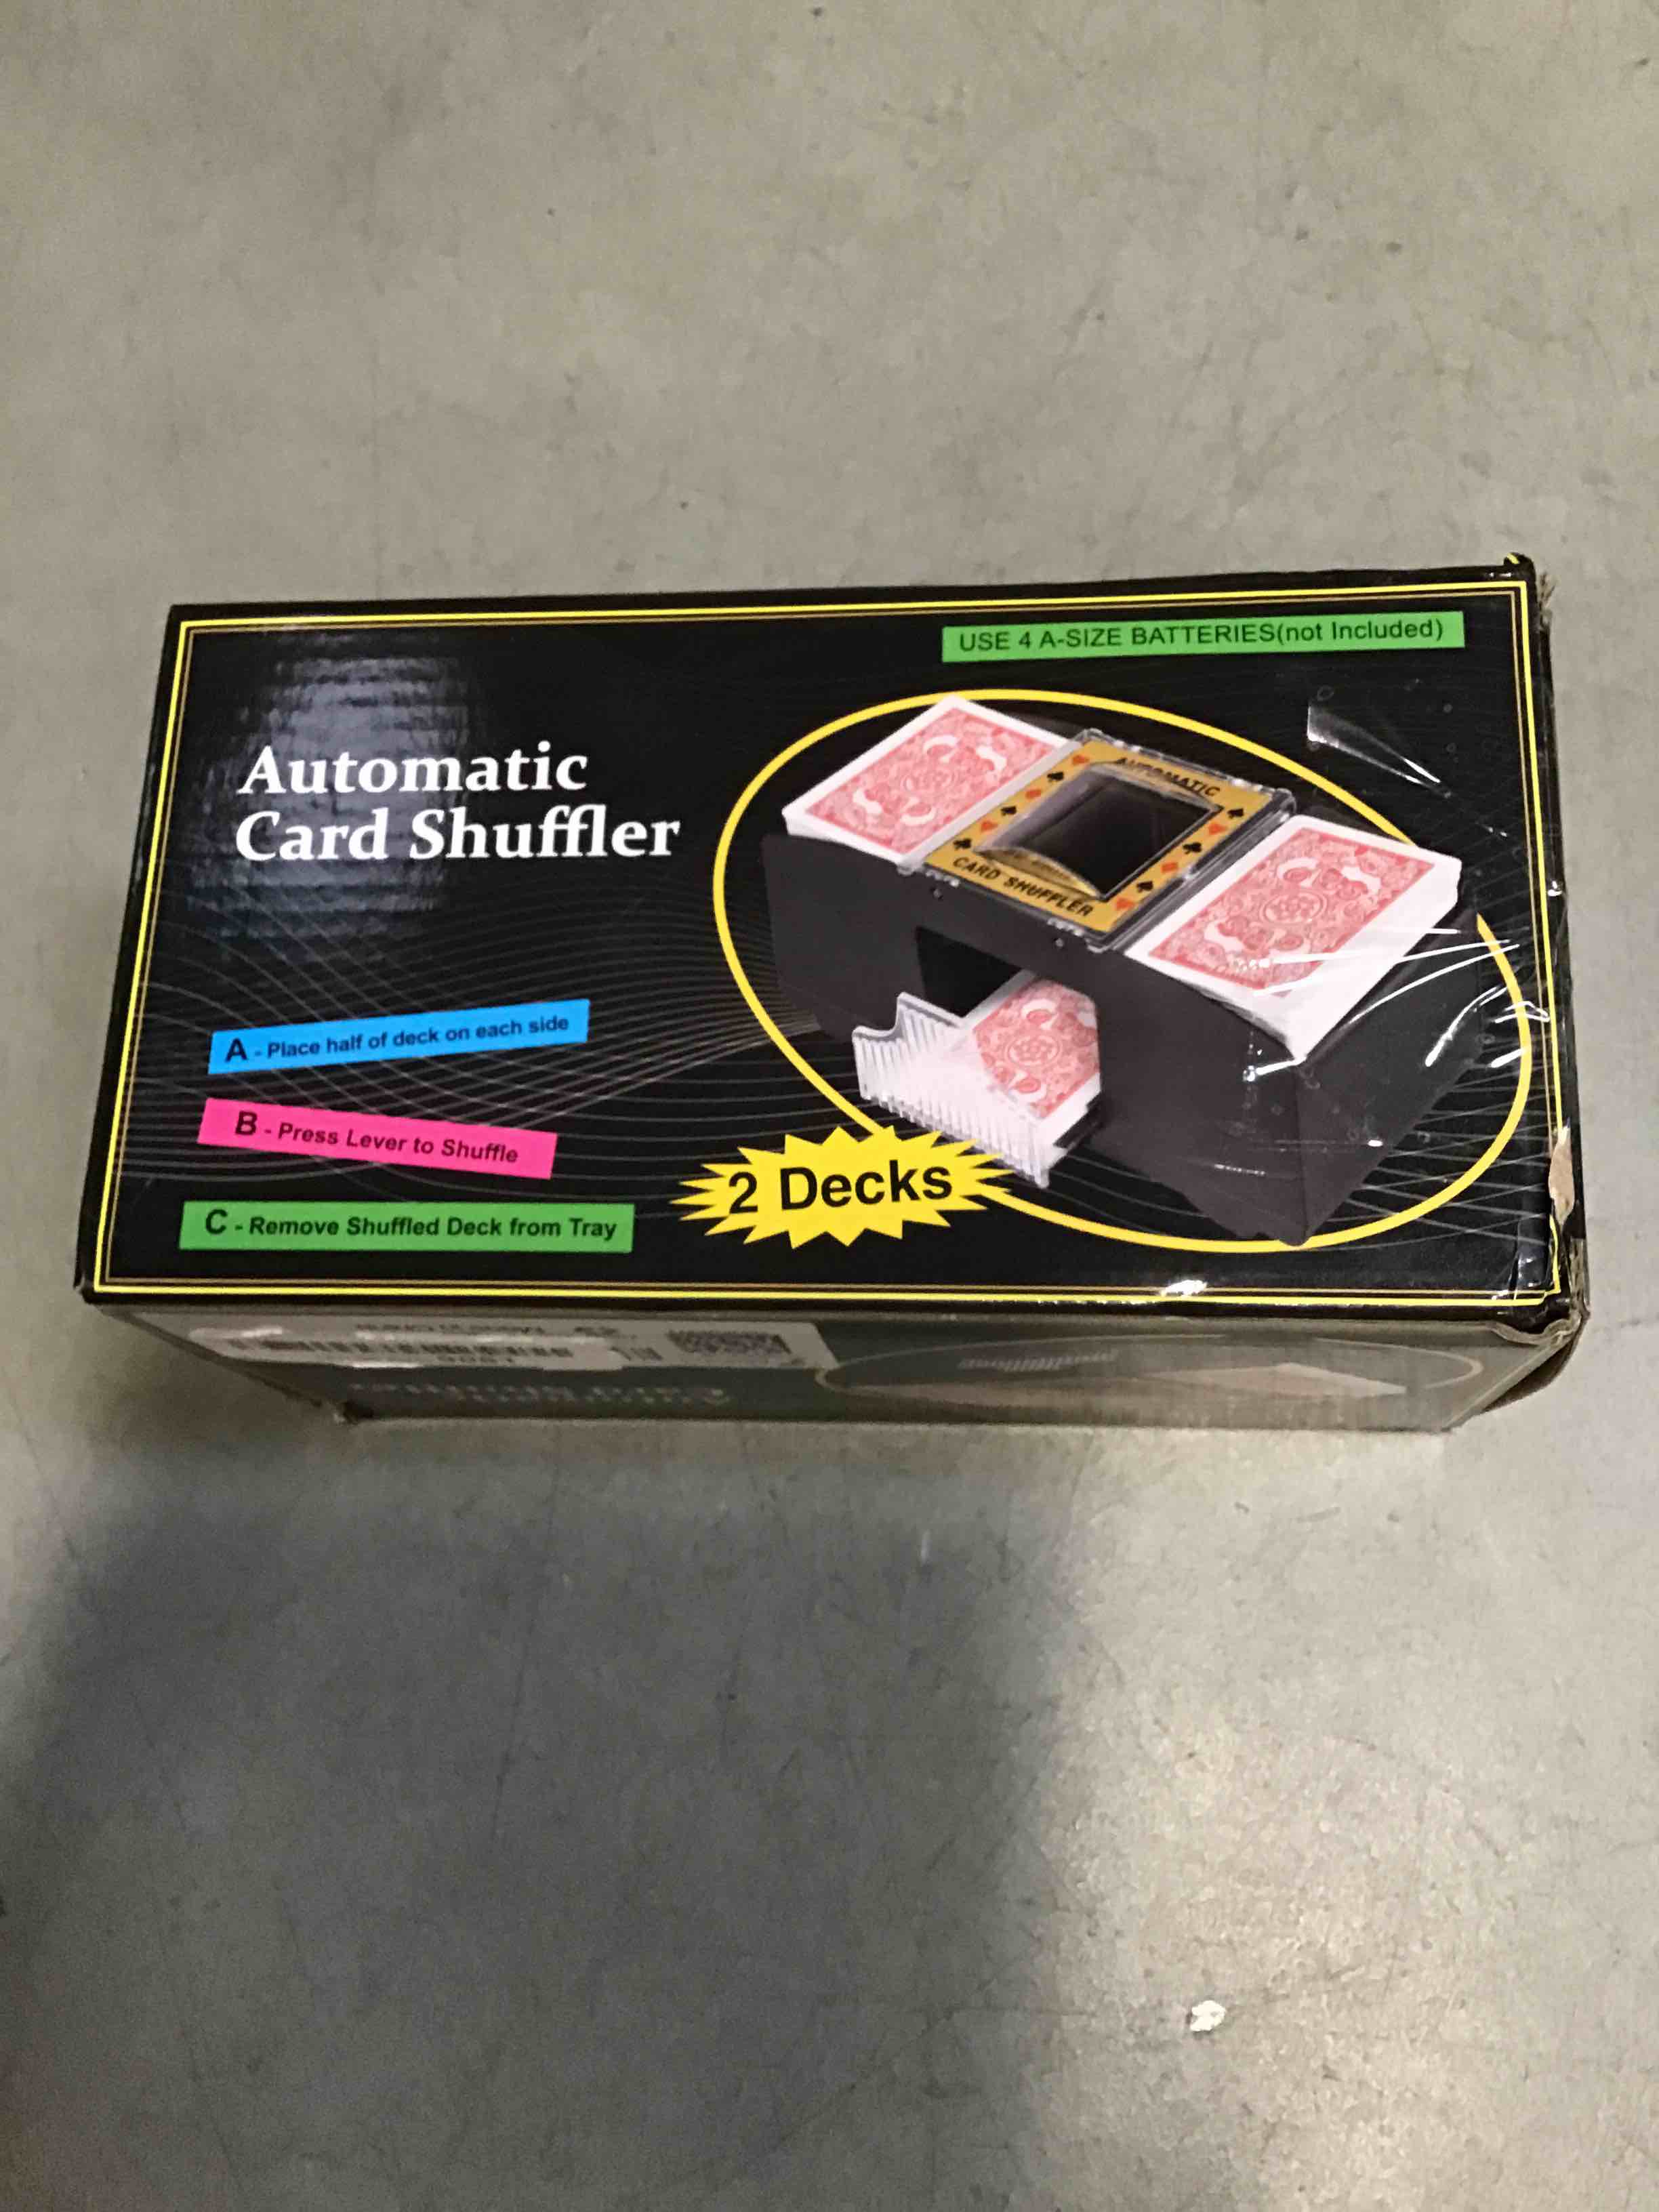 USE 4 A-SIZE BATTERIES(not Included)
Automatic
Card Shuffler
AUTOMATIC
CARD SHUFFLER
A - Place half of deck on each side
B - Press Lever to Shuffle
C - Remove Shuffled Deck from Tray
2 Decks